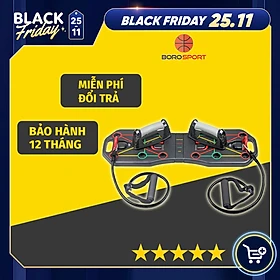 BLACK
Friday
25
11
BLACK FRIDAY 25.11
BOROSPORT
MIỄN PHÍ
ĐỔI TRẢ
BẢO HÀNH
12 THÁNG